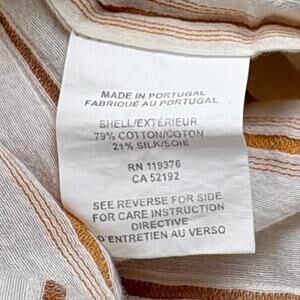 MADE IN PORTUGAL
FABRIQUÉ AU PORTUGAL
SHELL/EXTÉRIEUR
79% COTTON/COTON
21% SILK/SOIE
RN 119376
CA 52192
SEE REVERSE FOR SIDE
FOR CARE INSTRUCTION
DIRECTIVE
D'ENTRETIEN AU VERSO